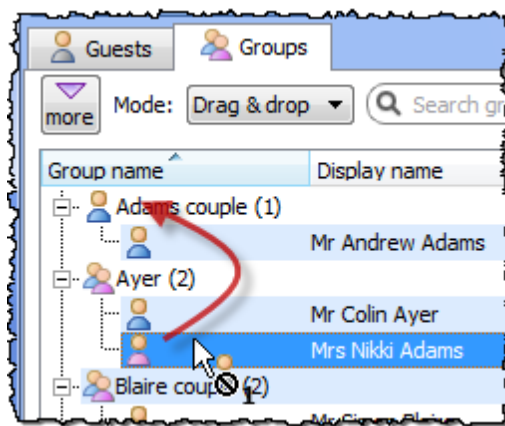 Guests Groups
more Mode: Drag & drop Search gr
Group name Display name
Adams couple (1)
Mr Andrew Adams
Ayer (2)
Mr Colin Ayer
Mrs Nikki Adams
Blaire couple (2)
1